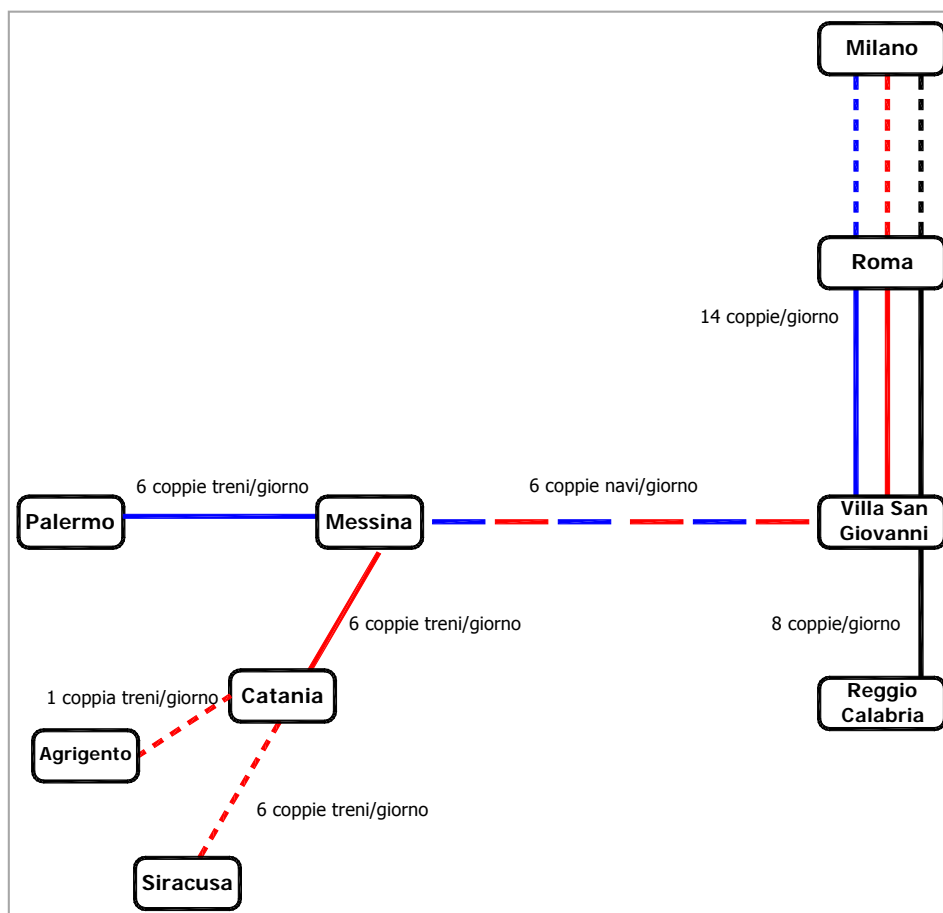 Milano
Roma
14 coppie/giorno
6 coppie treni/giorno
6 coppie navi/giorno
Palermo
Messina
Villa San
Giovanni
6 coppie treni/giorno
8 coppie/giorno
1 coppia treni/giorno
Catania
Reggio
Calabria
Agrigento
6 coppie treni/giorno
Siracusa